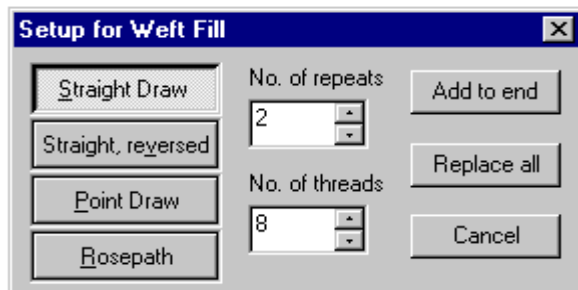 Setup for Weft Fill
Straight Draw
Straight, reversed
Point Draw
Rosepath
No. of repeats
2
No. of threads
8
Add to end
Replace all
Cancel